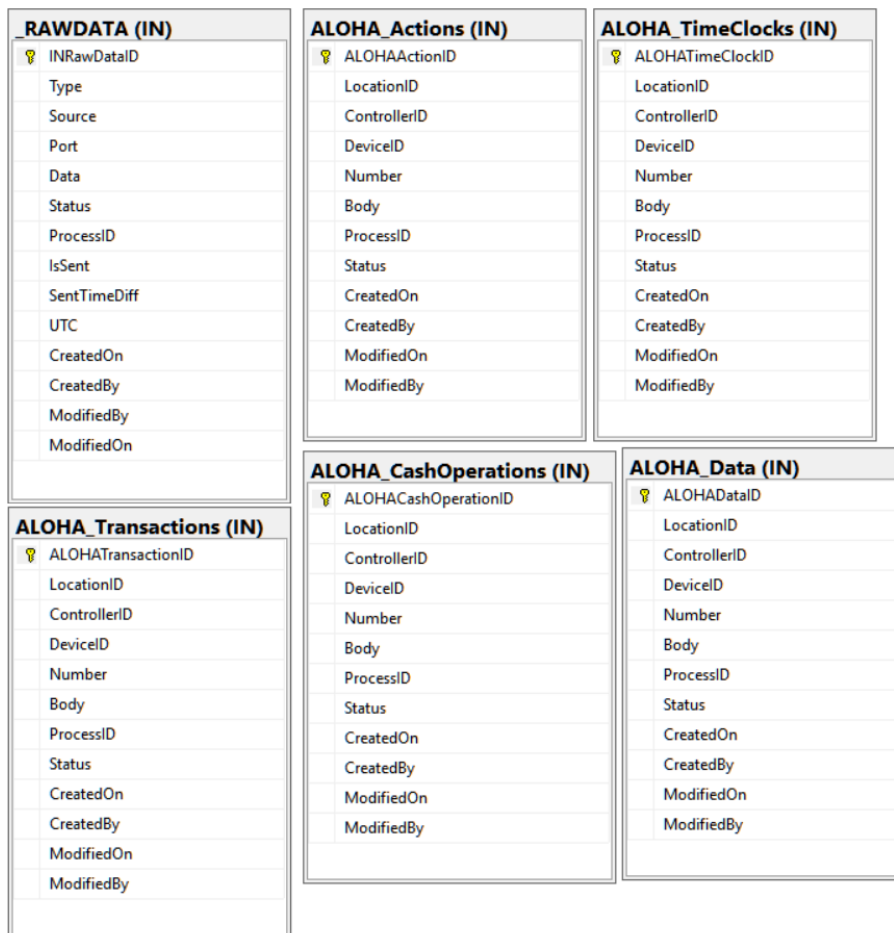 _RAWDATA (IN)
INRawDataID
Type
Source
Port
Data
Status
ProcessID
IsSent
SentTimeDiff
UTC
CreatedOn
CreatedBy
ModifiedBy
ModifiedOn
ALOHA_Actions (IN)
ALOHAActionID
LocationID
ControllerID
DeviceID
Number
Body
ProcessID
Status
CreatedOn
CreatedBy
ModifiedOn
ModifiedBy
ALOHA_TimeClocks (IN)
ALOHATimeClockID
LocationID
ControllerID
DeviceID
Number
Body
ProcessID
Status
CreatedOn
CreatedBy
ModifiedOn
ModifiedBy
ALOHA_Transactions (IN)
ALOHATransactionID
LocationID
ControllerID
DeviceID
Number
Body
ProcessID
Status
CreatedOn
CreatedBy
ModifiedOn
ModifiedBy
ALOHA_CashOperations (IN)
ALOHACashOperationID
LocationID
ControllerID
DeviceID
Number
Body
ProcessID
Status
CreatedOn
CreatedBy
ModifiedOn
ModifiedBy
ALOHA_Data (IN)
ALOHADataID
LocationID
ControllerID
DeviceID
Number
Body
ProcessID
Status
CreatedOn
CreatedBy
ModifiedOn
ModifiedBy